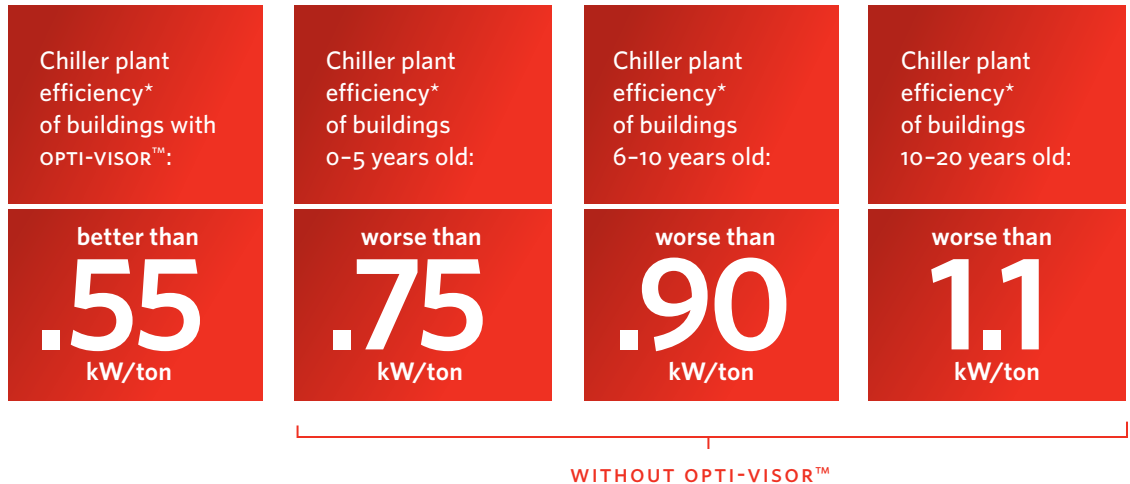 Chiller plant
efficiency*
of buildings with
OPTI-VISOR™:
better than
.55
kW/ton
Chiller plant
efficiency*
of buildings
0–5 years old:
worse than
.75
kW/ton
Chiller plant
efficiency*
of buildings
6–10 years old:
worse than
.90
kW/ton
Chiller plant
efficiency*
of buildings
10–20 years old:
worse than
1.1
kW/ton
WITHOUT OPTI-VISOR™